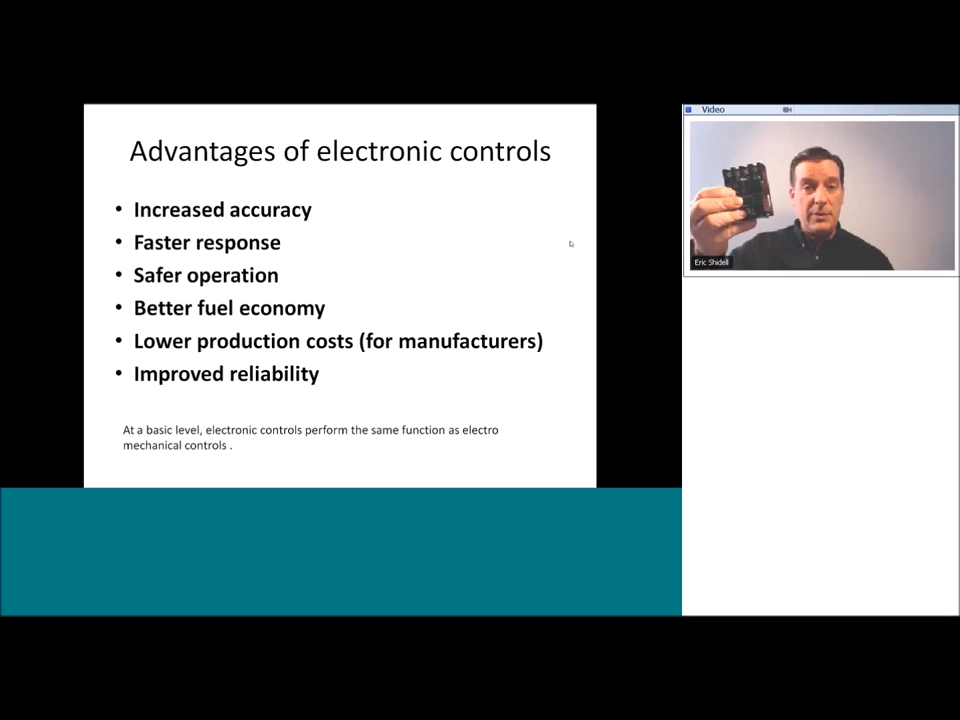 Advantages of electronic controls
• Increased accuracy
• Faster response
• Safer operation
• Better fuel economy
• Lower production costs (for manufacturers)
• Improved reliability
At a basic level, electronic controls perform the same function as electro
mechanical controls .
Video
Eric Shidell